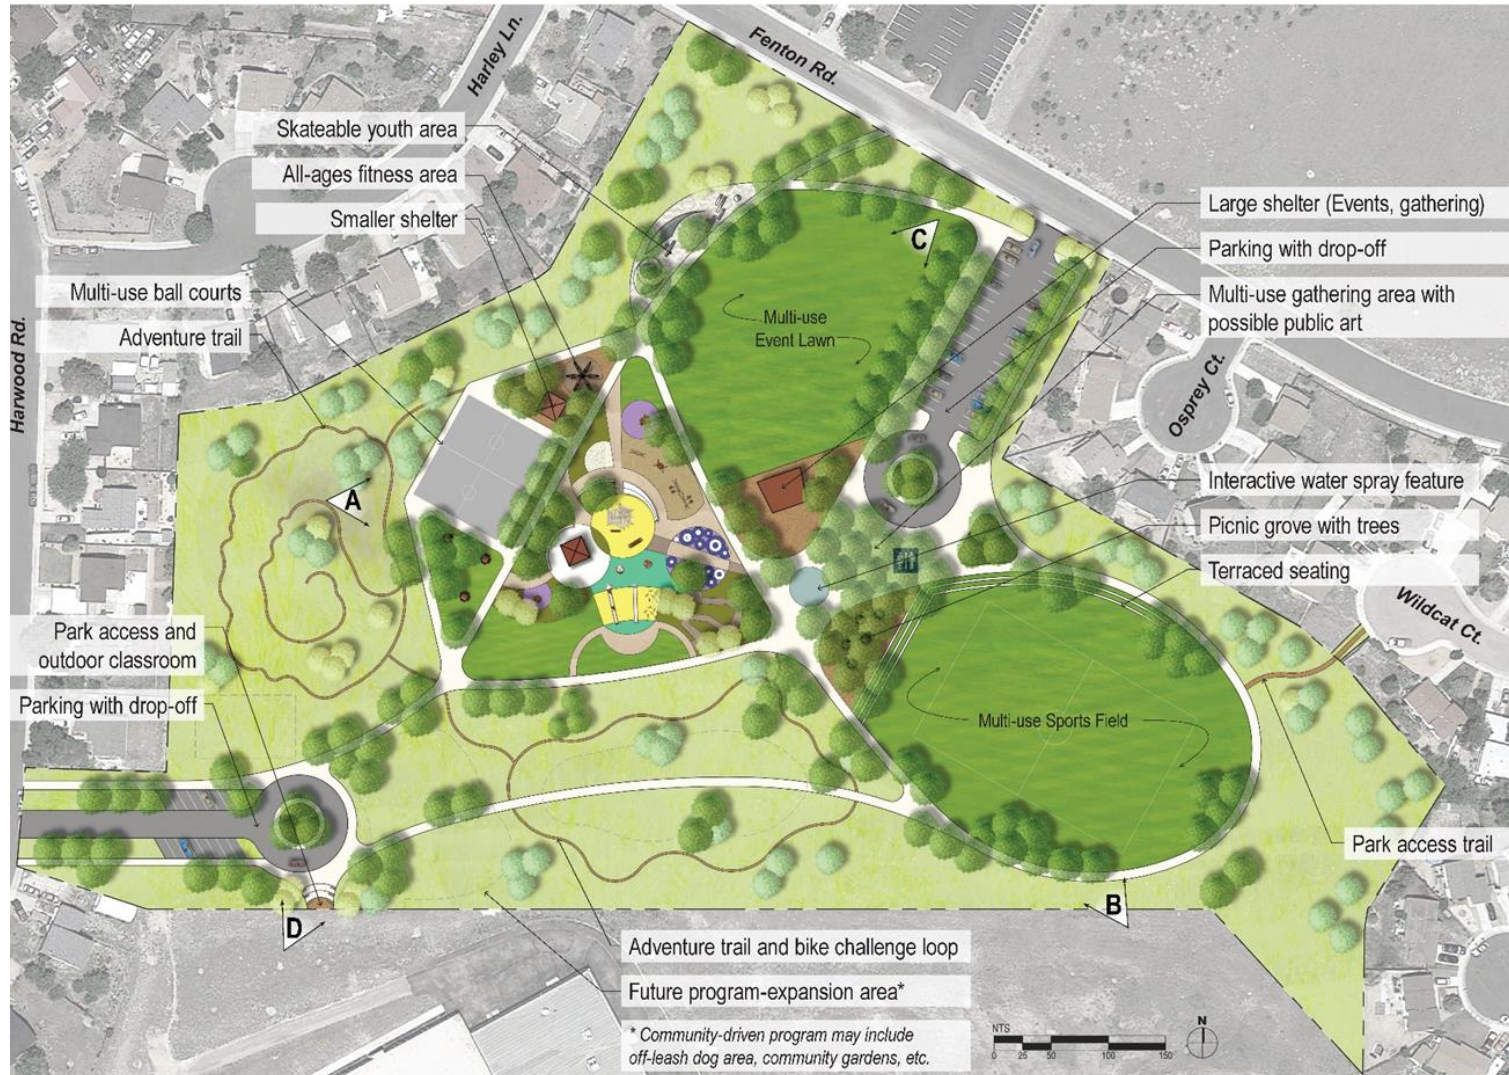 Harley Ln.
Fenton Rd.
Skateable youth area
All-ages fitness area
Smaller shelter
Multi-use ball courts
Adventure trail
Harwood Rd.
Large shelter (Events, gathering)
Parking with drop-off
Multi-use gathering area with
possible public art
Osprey Ct.
Interactive water spray feature
Picnic grove with trees
Terraced seating
Wildcat Ct.
C
Multi-use
Event Lawn
A
Park access and
outdoor classroom
Parking with drop-off
Multi-use Sports Field
Park access trail
D
B
Adventure trail and bike challenge loop
Future program-expansion area*
* Community-driven program may include
off-leash dog area, community gardens, etc.
NTS
0 25 50 100 150
N